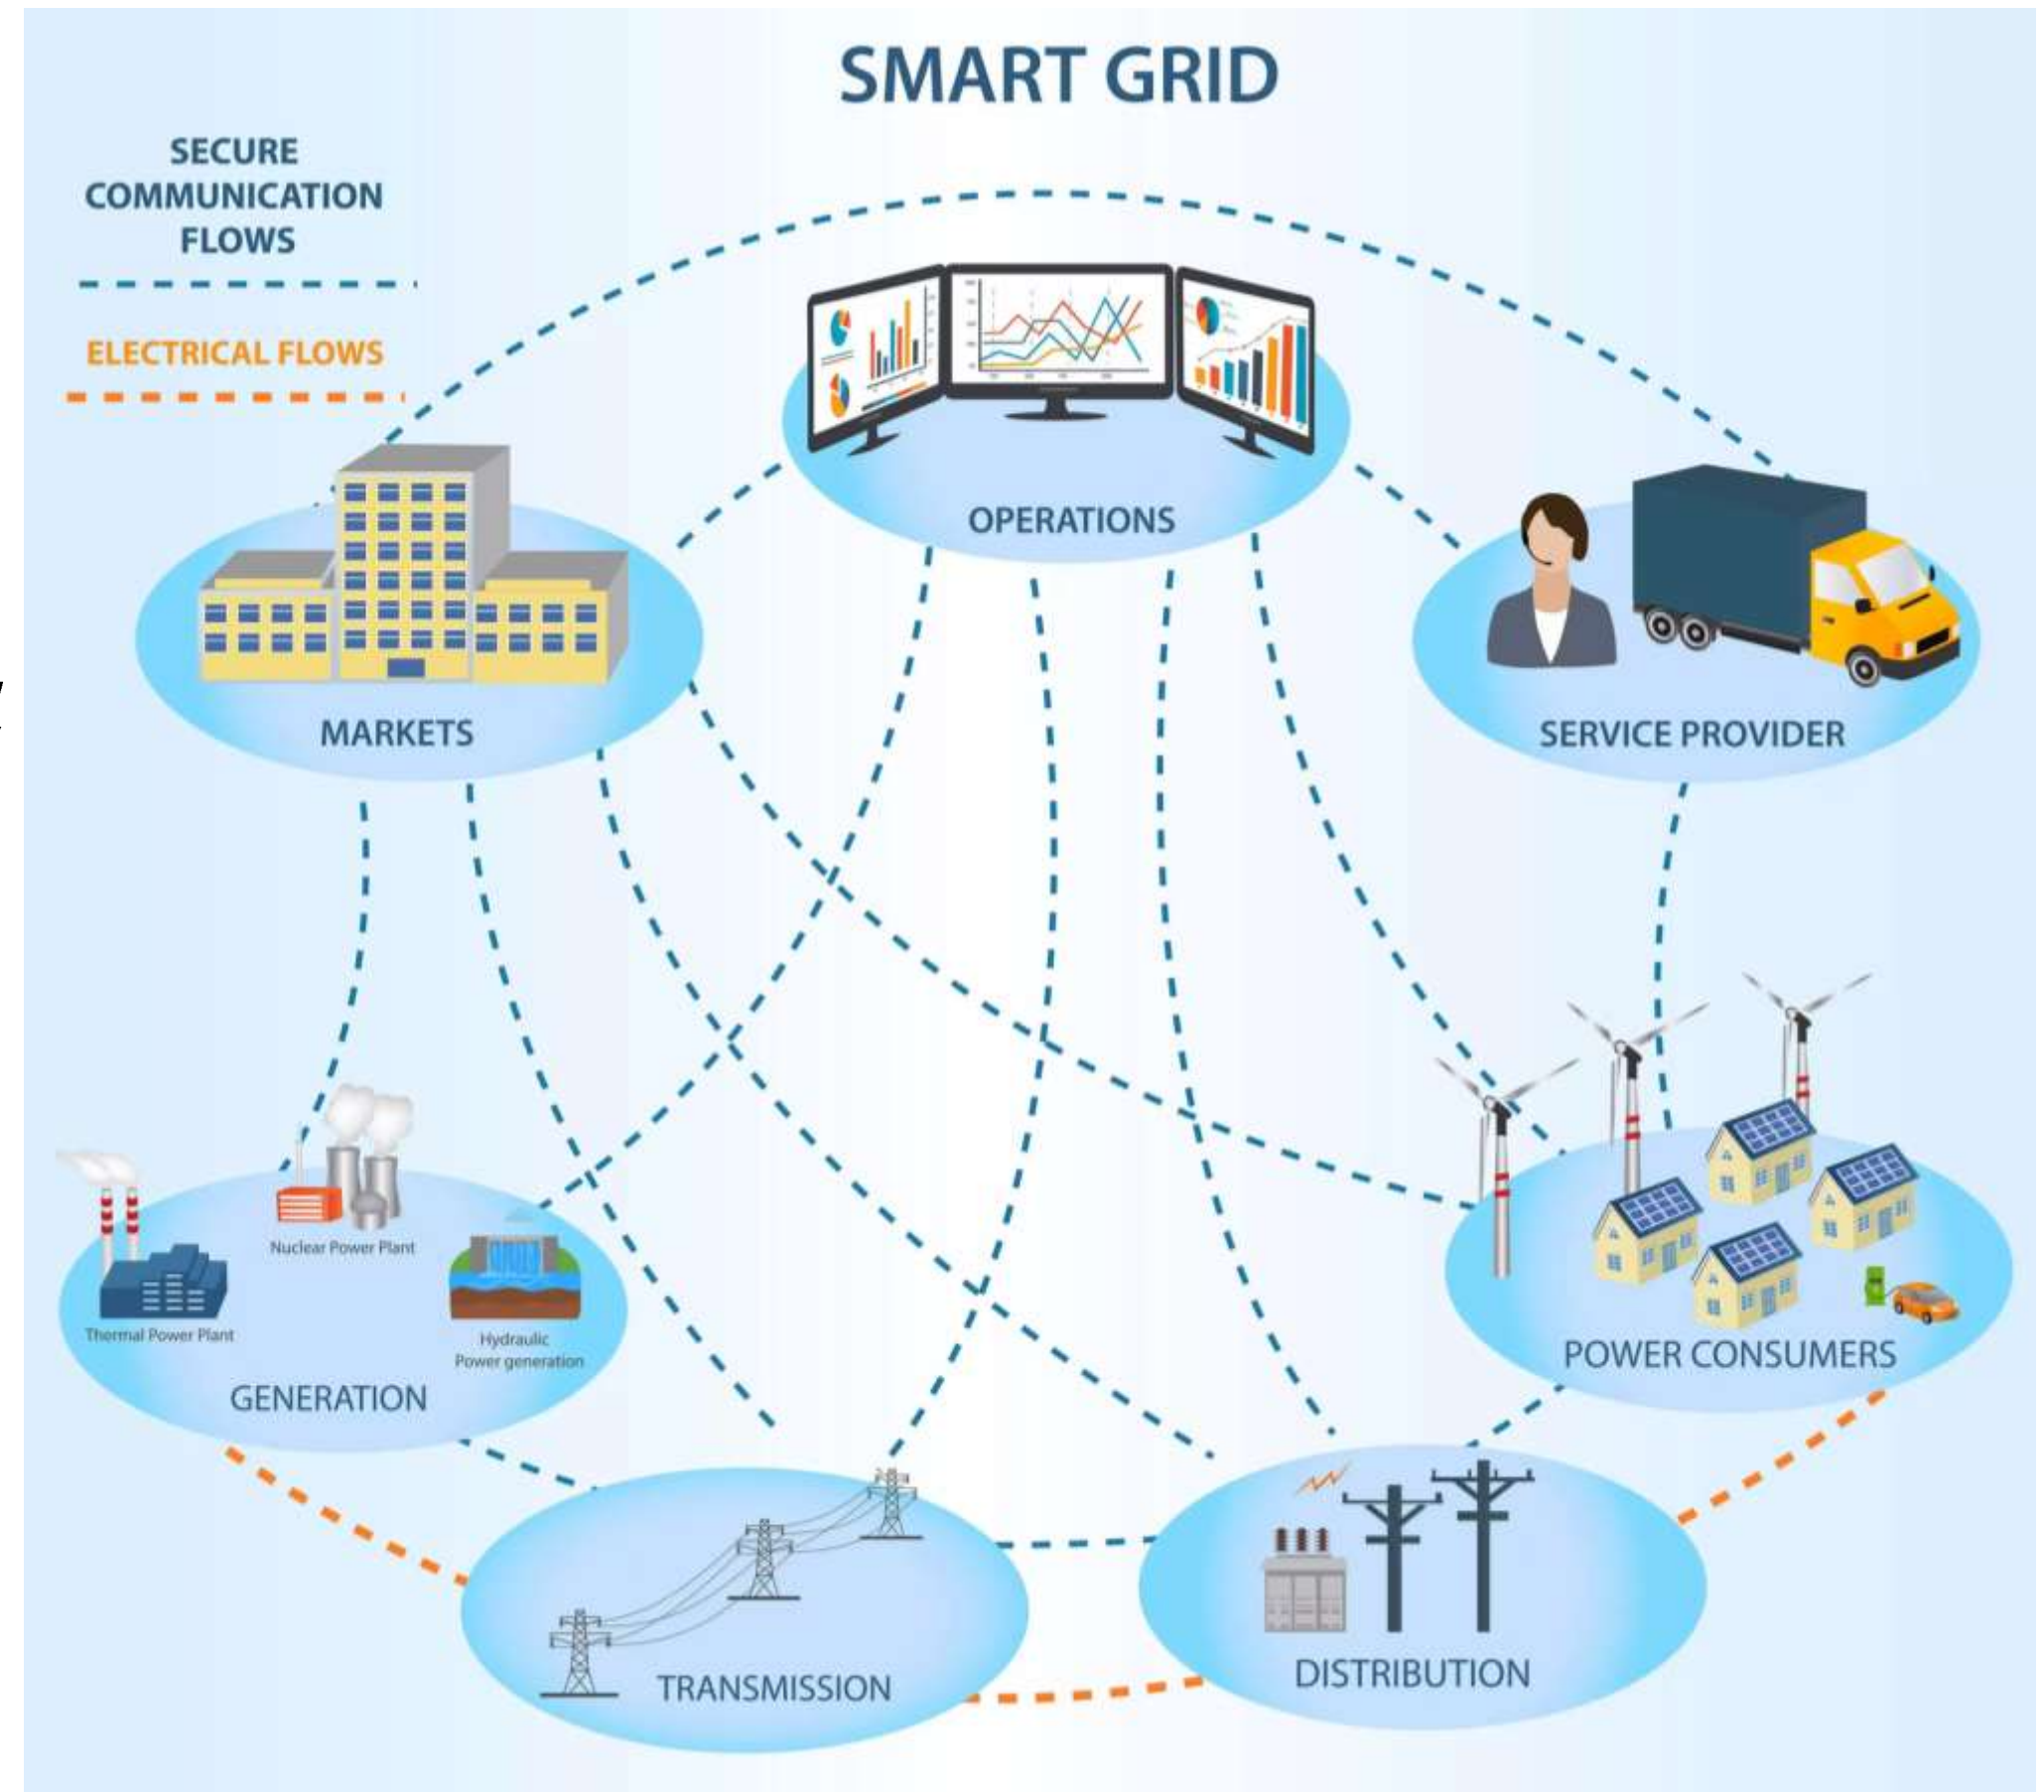 SMART GRID
SECURE
COMMUNICATION
FLOWS
ELECTRICAL FLOWS
OPERATIONS
MARKETS
SERVICE PROVIDER
Nuclear Power Plant
Thermal Power Plant
Hydraulic
Power generation
GENERATION
POWER CONSUMERS
TRANSMISSION
DISTRIBUTION